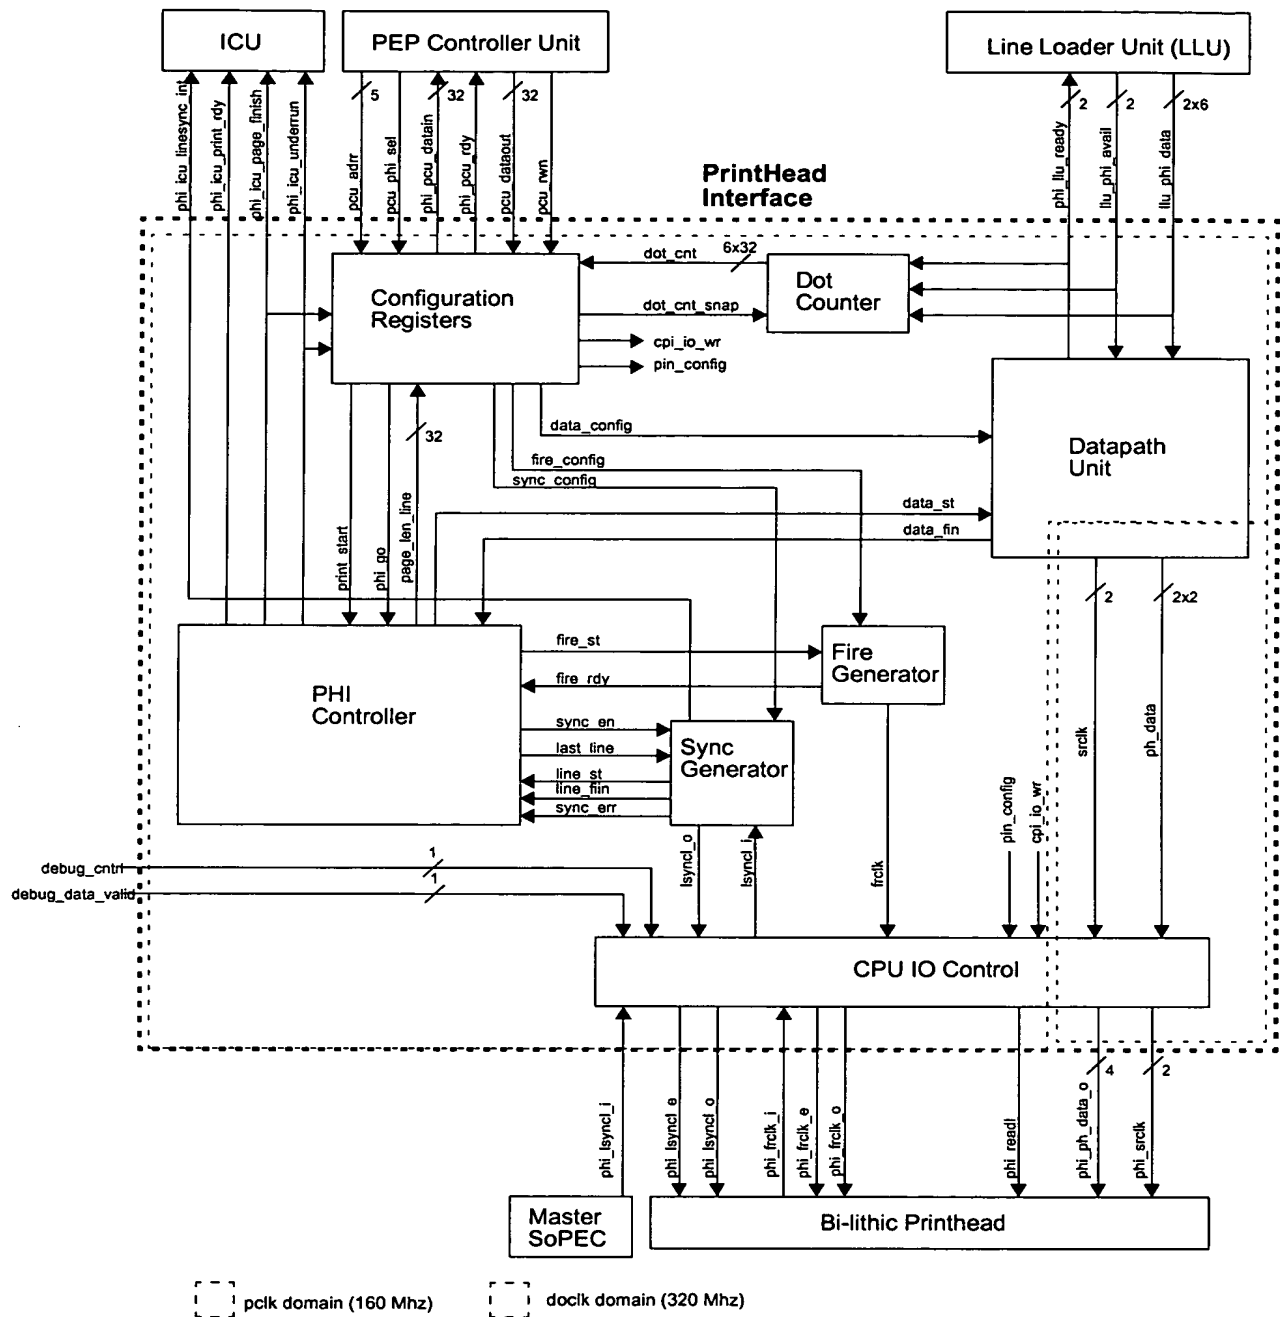 ICU
PEP Controller Unit
Line Loader Unit (LLU)
phi_icu_linesync_int
phi_icu_print_rdy
phi_icu_page_finish
phi_icu_underrun
5
32
32
pcu_adrr
pcu_phi_sel
phi_pcu_datain
phi_pcu_rdy
pcu_dataout
pcu_rwn
2
2
2x6
phi_llu_ready
llu_phi_avail
llu_phi_data
PrintHead
Interface
Configuration
Registers
dot_cnt
6x32
dot_cnt_snap
cpi_io_wr
pin_config
Dot
Counter
Datapath
Unit
32
data_config
fire_config
sync_config
data_st
data_fin
print_start
phi_go
page_len_line
2
2x2
PHI
Controller
fire_st
fire_rdy
Fire
Generator
sync_en
last_line
line_st
line_fiin
sync_err
Sync
Generator
srclk
ph_data
pin_config
cpi_io_wr
lsyncl_o
lsyncl_i
frclk
debug_cntrl
1
debug_data_valid
1
CPU IO Control
phi_lsyncl_i
phi_lsyncl_e
phi_lsyncl_o
phi_frclk_i
phi_frclk_e
phi_frclk_o
phi_readl
phi_ph_data_o
4
phi_srclk
2
Master
SoPEC
Bi-lithic Printhead
pclk domain (160 Mhz)
doclk domain (320 Mhz)